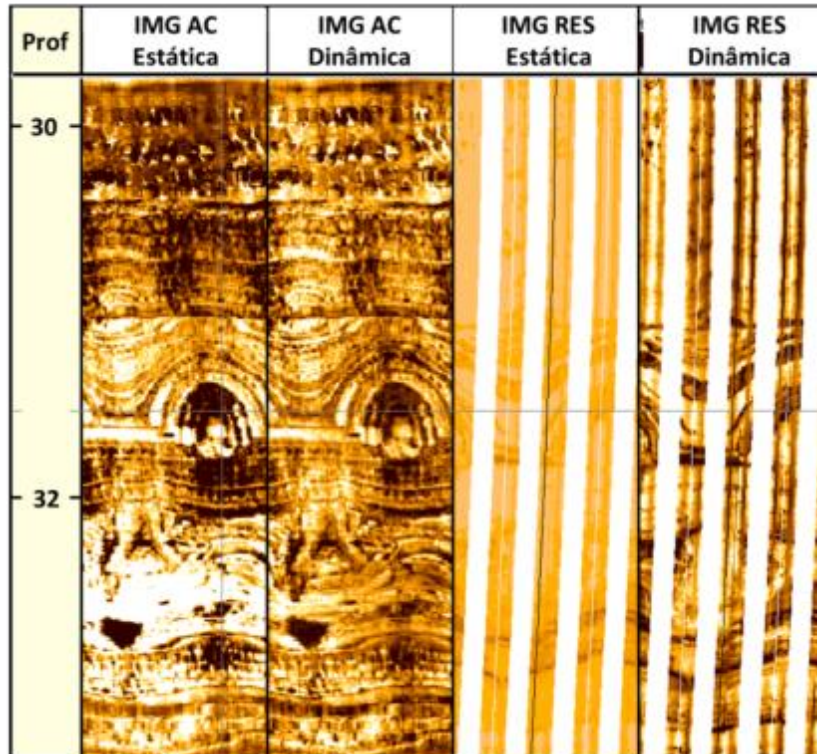 Prof
IMG AC
Estática
IMG AC
Dinâmica
IMG RES
Estática
IMG RES
Dinâmica
30
32